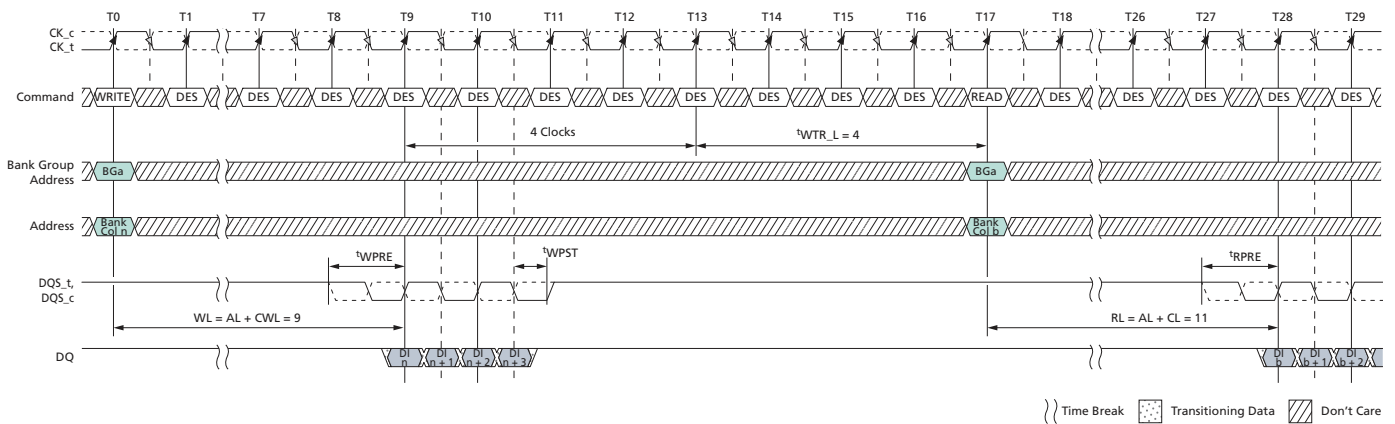 T0 T1 T7 T8 T9 T10 T11 T12 T13 T14 T15 T16 T17 T18 T26 T27 T28 T29
CK_c
CK_t
Command WRITE DES DES DES DES DES DES DES DES DES DES DES READ DES DES DES DES DES
4 Clocks tWTR_L = 4
Bank Group
Address BGa BGa
Address Bank Col n Bank Col b
tWPRE tWPST tRPRE
DQS_t,
DQS_c
WL = AL + CWL = 9 RL = AL + CL = 11
DQ DI n DI n + 1 DI n + 2 DI n + 3 DI b DI b + 1 DI b + 2
Time Break Transitioning Data Don't Care